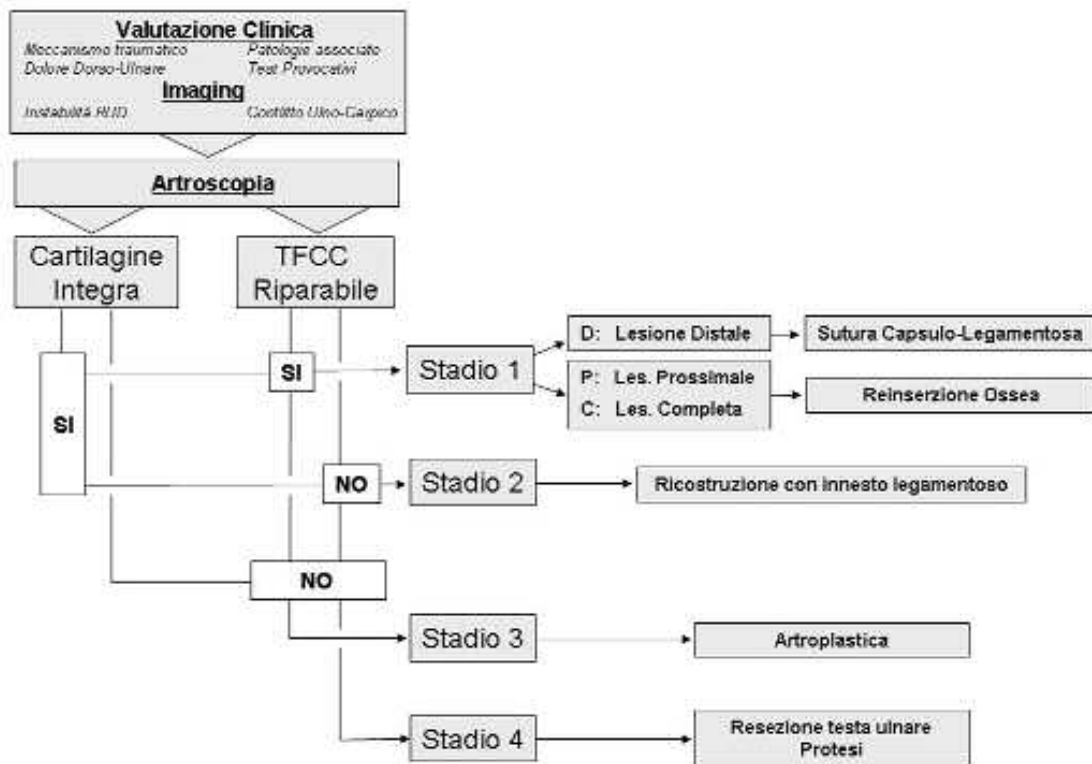 Valutazione Clinica
Meccanismo traumatico Patologie associate
Dolore Dorso-Ulnare Test Provocativi
Imaging
Instabilità RUD Conflitto Ulno-Carpico
Artroscopia
Cartilagine
Integra
TFCC
Riparabile
SI
SI
Stadio 1
D: Lesione Distale
Sutura Capsulo-Legamentosa
P: Les. Prossimale
C: Les. Completa
Reinserzione Ossea
NO
Stadio 2
Ricostruzione con innesto legamentoso
NO
Stadio 3
Artroplastica
Stadio 4
Resezione testa ulnare
Protesi